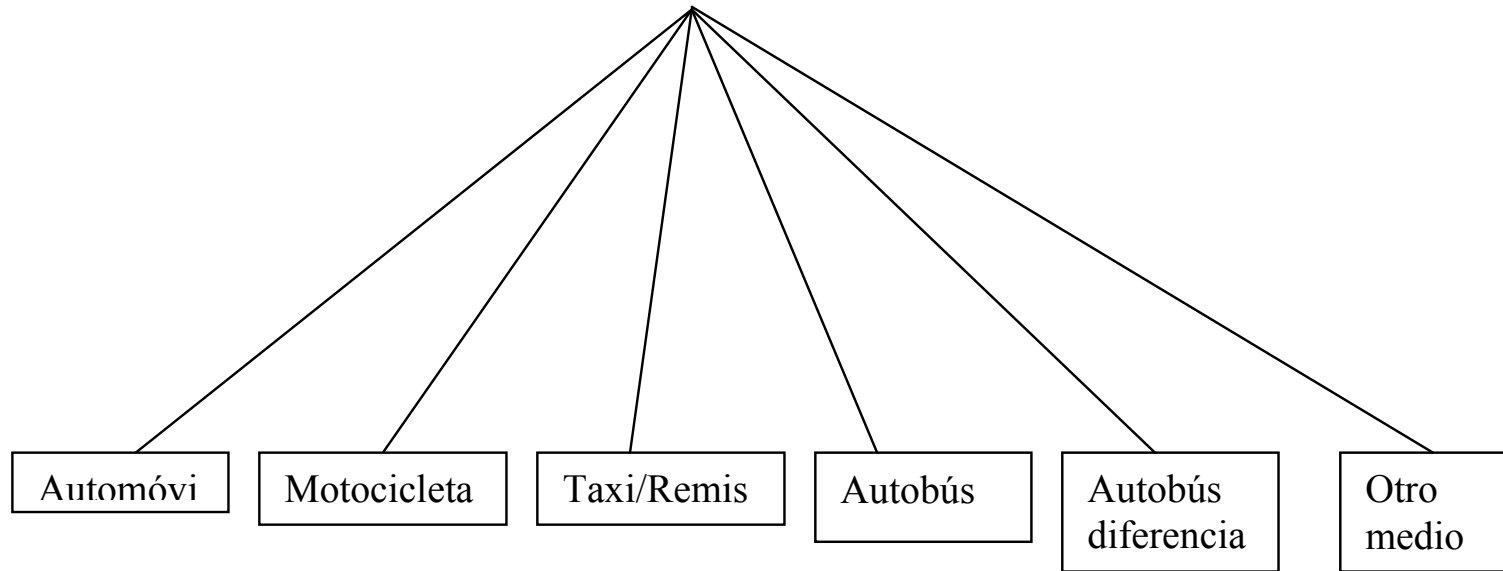 Automóvi
Motocicleta
Taxi/Remis
Autobús
Autobús
diferencia
Otro
medio